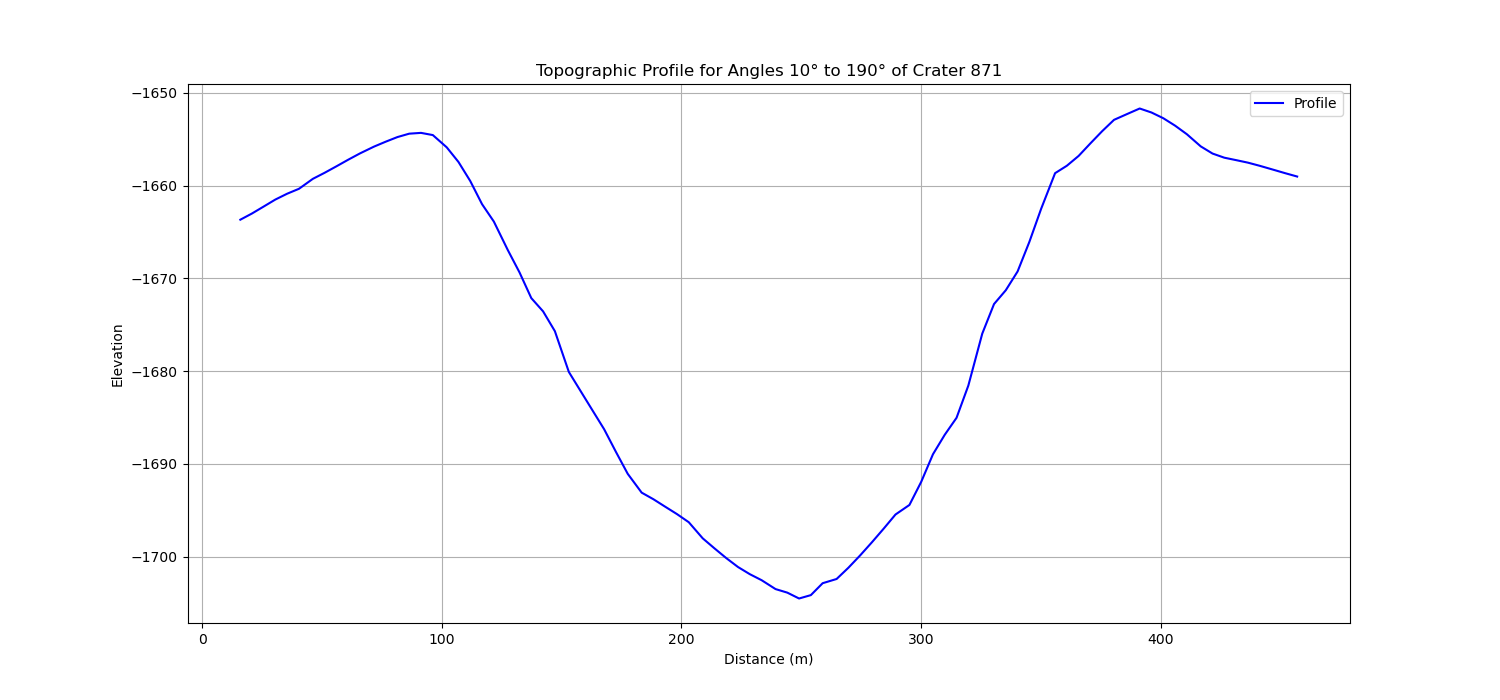 Topographic Profile for Angles 10° to 190° of Crater 871
Profile
−1650
−1660
−1670
−1680
−1690
−1700
Elevation
0 100 200 300 400
Distance (m)